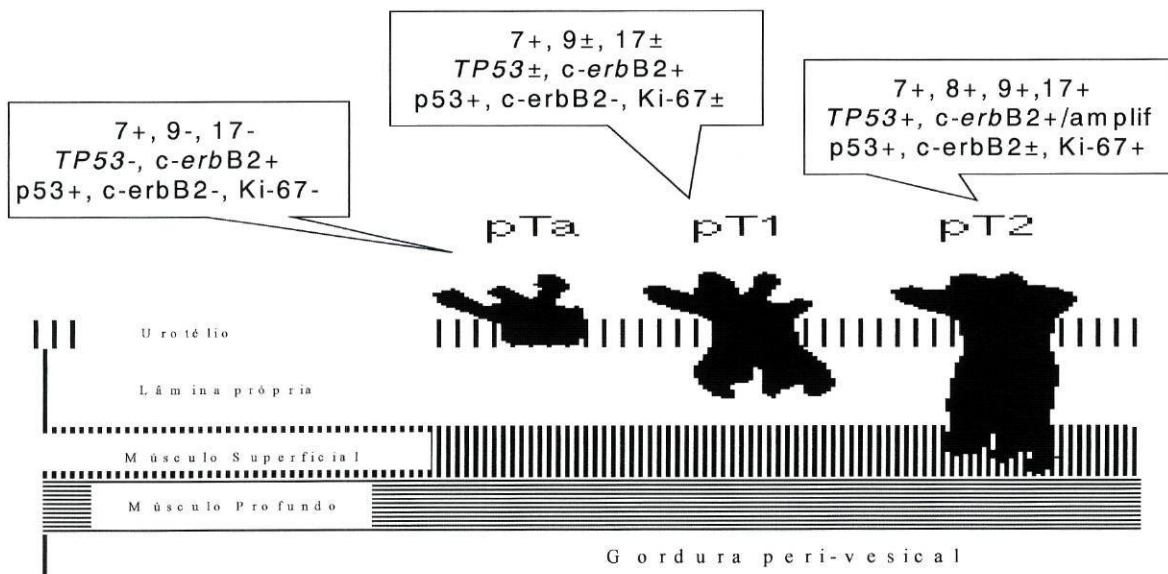 7+, 9±, 17±
TP53±, c-erbB2+
p53+, c-erbB2-, Ki-67±
7+, 8+, 9+,17+
TP53+, c-erbB2+/amplif
p53+, c-erbB2±, Ki-67+
7+, 9-, 17-
TP53-, c-erbB2+
p53+, c-erbB2-, Ki-67-
pTa
pT1
pT2
Urotélio
Lâmina própria
Músculo Superficial
Músculo Profundo
Gordura peri-vesical